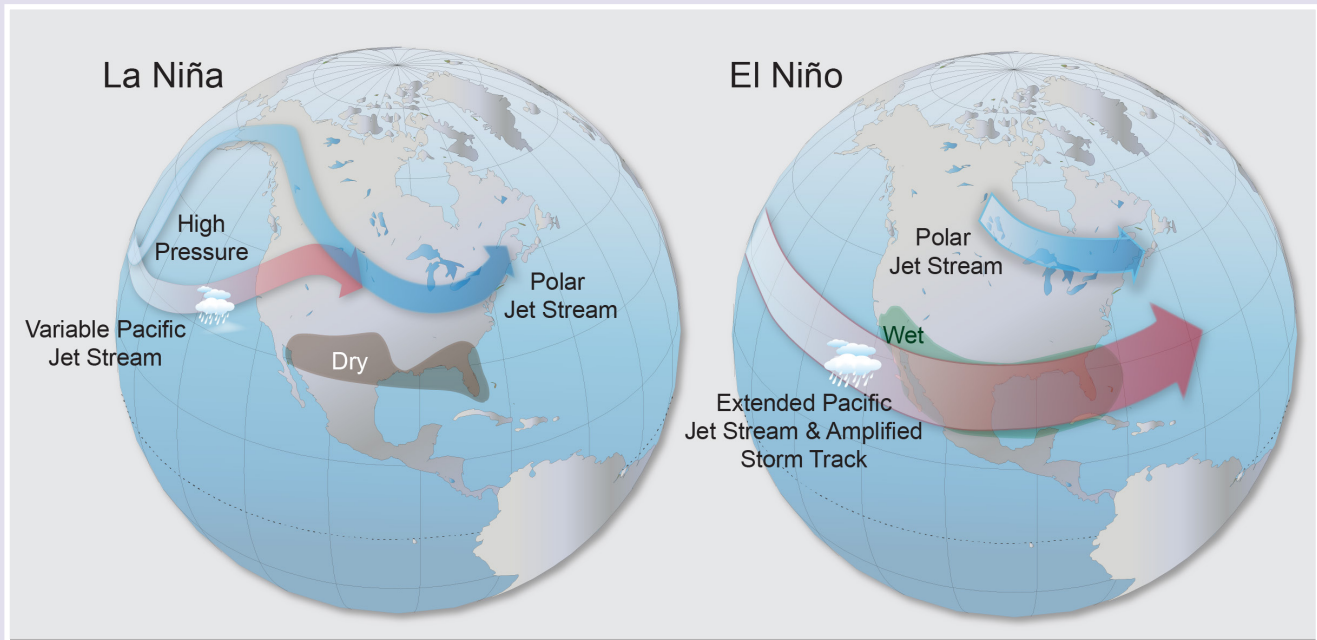 La Niña
High
Pressure
Variable Pacific
Jet Stream
Polar
Jet Stream
Dry
El Niño
Polar
Jet Stream
Wet
Extended Pacific
Jet Stream & Amplified
Storm Track